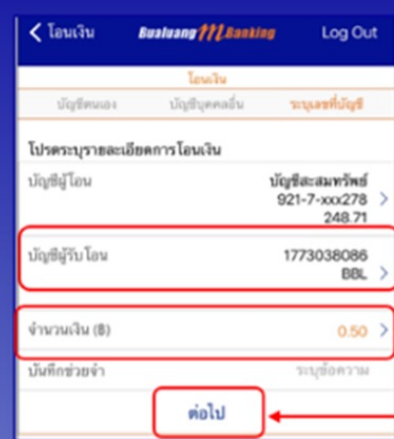 โอนเงิน Bualuang mBanking Log Out
โอนเงิน
บัญชีตนเอง บัญชีบุคคลอื่น ระบุเลขที่บัญชี
โปรดระบุรายละเอียดการโอนเงิน
บัญชีผู้โอน บัญชีสะสมทรัพย์
921-7-xxx278
248.71
บัญชีผู้รับโอน 1773038086
BBL
จำนวนเงิน (฿) 0.50
บันทึกช่วยจำ ระบุข้อความ
ต่อไป